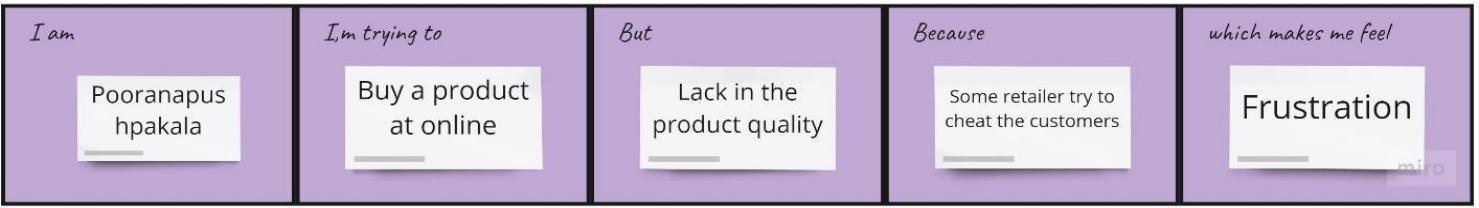 I am
Pooranapus
hpakala
I,m trying to
Buy a product
at online
But
Lack in the
product quality
Because
Some retailer try to
cheat the customers
which makes me feel
Frustration
miro